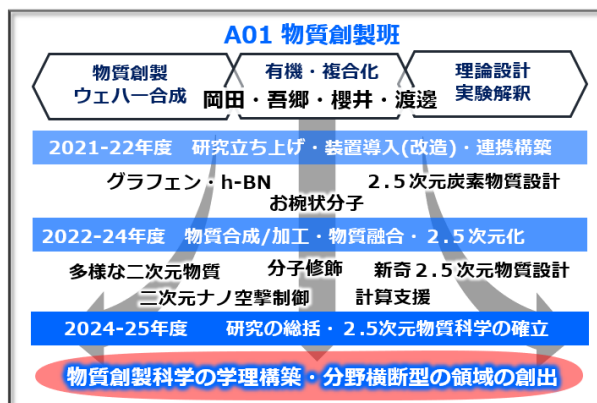 A01 物質創製班
物質創製
ウェハー合成
有機・複合化
理論設計
実験解釈
岡田・吾郷・櫻井・渡邊
2021-22年度 研究立ち上げ・装置導入(改造)・連携構築
グラフェン・h-BN
2.5次元炭素物質設計
お椀状分子
2022-24年度 物質合成/加工・物質融合・2.5次元化
多様な二次元物質
分子修飾
新奇2.5次元物質設計
二次元ナノ空撃制御
計算支援
2024-25年度 研究の総括・2.5次元物質科学の確立
物質創製科学の学理構築・分野横断型の領域の創出